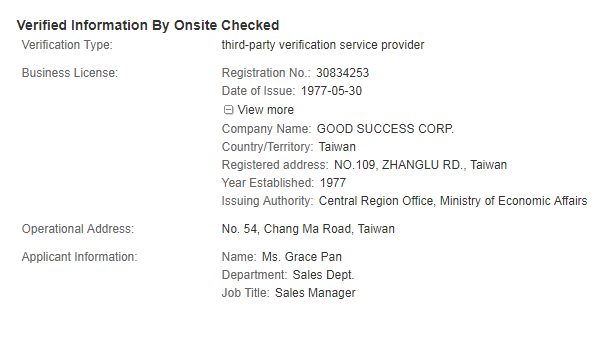 Verified Information By Onsite Checked
Verification Type: third-party verification service provider
Business License: Registration No.: 30834253
Date of Issue: 1977-05-30
View more
Company Name: GOOD SUCCESS CORP.
Country/Territory: Taiwan
Registered address: NO.109, ZHANGLU RD., Taiwan
Year Established: 1977
Issuing Authority: Central Region Office, Ministry of Economic Affairs
Operational Address: No. 54, Chang Ma Road, Taiwan
Applicant Information: Name: Ms. Grace Pan
Department: Sales Dept.
Job Title: Sales Manager